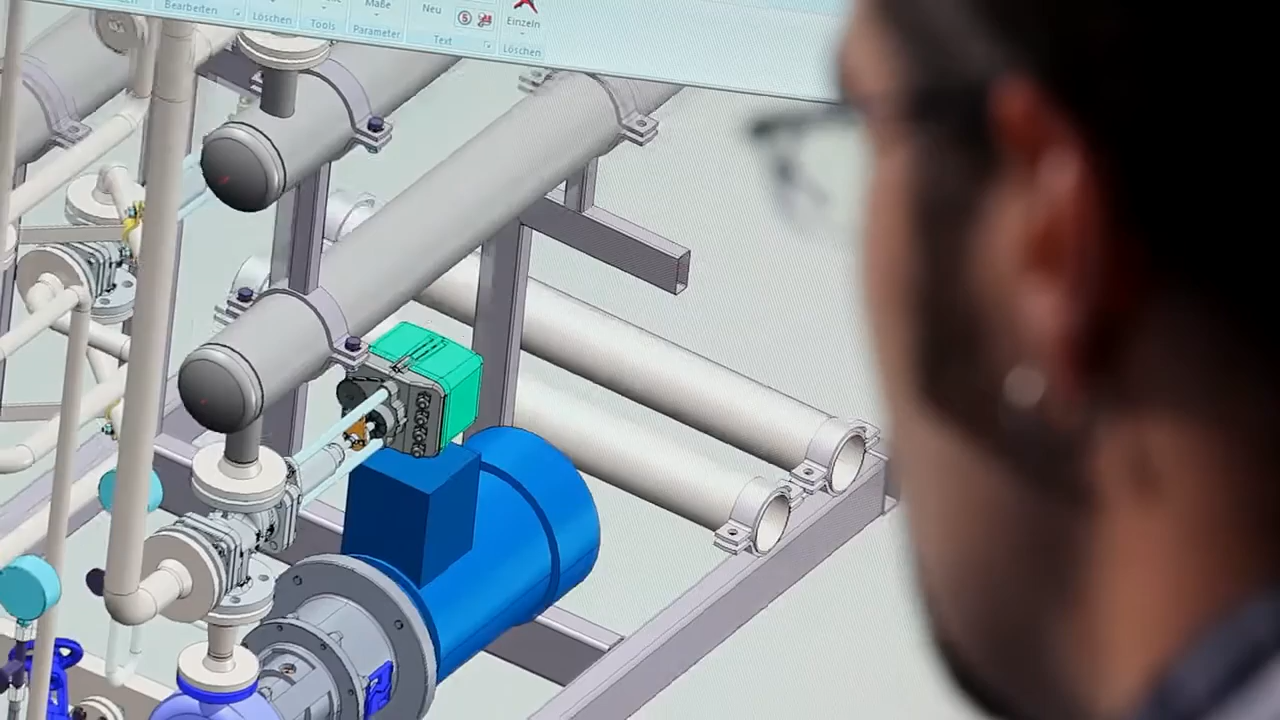 Maße
Neu
Einzeln
Bearbeiten
Löschen
Tools
Parameter
Text
Löschen